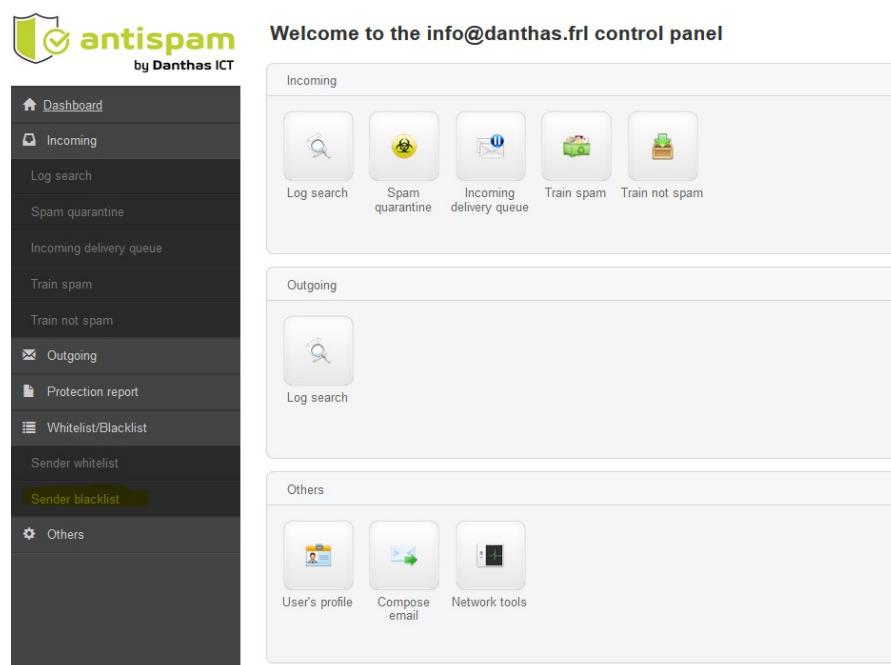 antispam
by Danthas ICT
Dashboard
Incoming
Log search
Spam quarantine
Incoming delivery queue
Train spam
Train not spam
Outgoing
Protection report
Whitelist/Blacklist
Sender whitelist
Sender blacklist
Others
Welcome to the info@danthas.frl control panel
Incoming
Log search
Spam
quarantine
Incoming
delivery queue
Train spam
Train not spam
Outgoing
Log search
Others
User's profile
Compose
email
Network tools